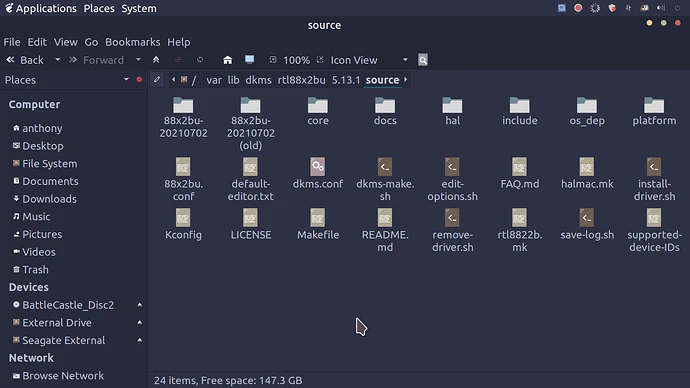 Applications Places System
source
File Edit View Go Bookmarks Help
Back Forward 100% Icon View
Places / var lib dkms rtl88x2bu 5.13.1 source
Computer
anthony
Desktop
File System
Documents
Downloads
Music
Pictures
Videos
Trash
Devices
BattleCastle_Disc2
External Drive
Seagate External
Network
Browse Network
88x2bu-
20210702
88x2bu-
20210702
(old)
core
docs
hal
include
os_dep
platform
88x2bu.
conf
default-
editor.txt
dkms.conf
dkms-make.
sh
edit-
options.sh
FAQ.md
halmac.mk
install-
driver.sh
Kconfig
LICENSE
Makefile
README.
md
remove-
driver.sh
rtl8822b.
mk
save-log.sh
supported-
device-IDs
24 items, Free space: 147.3 GB